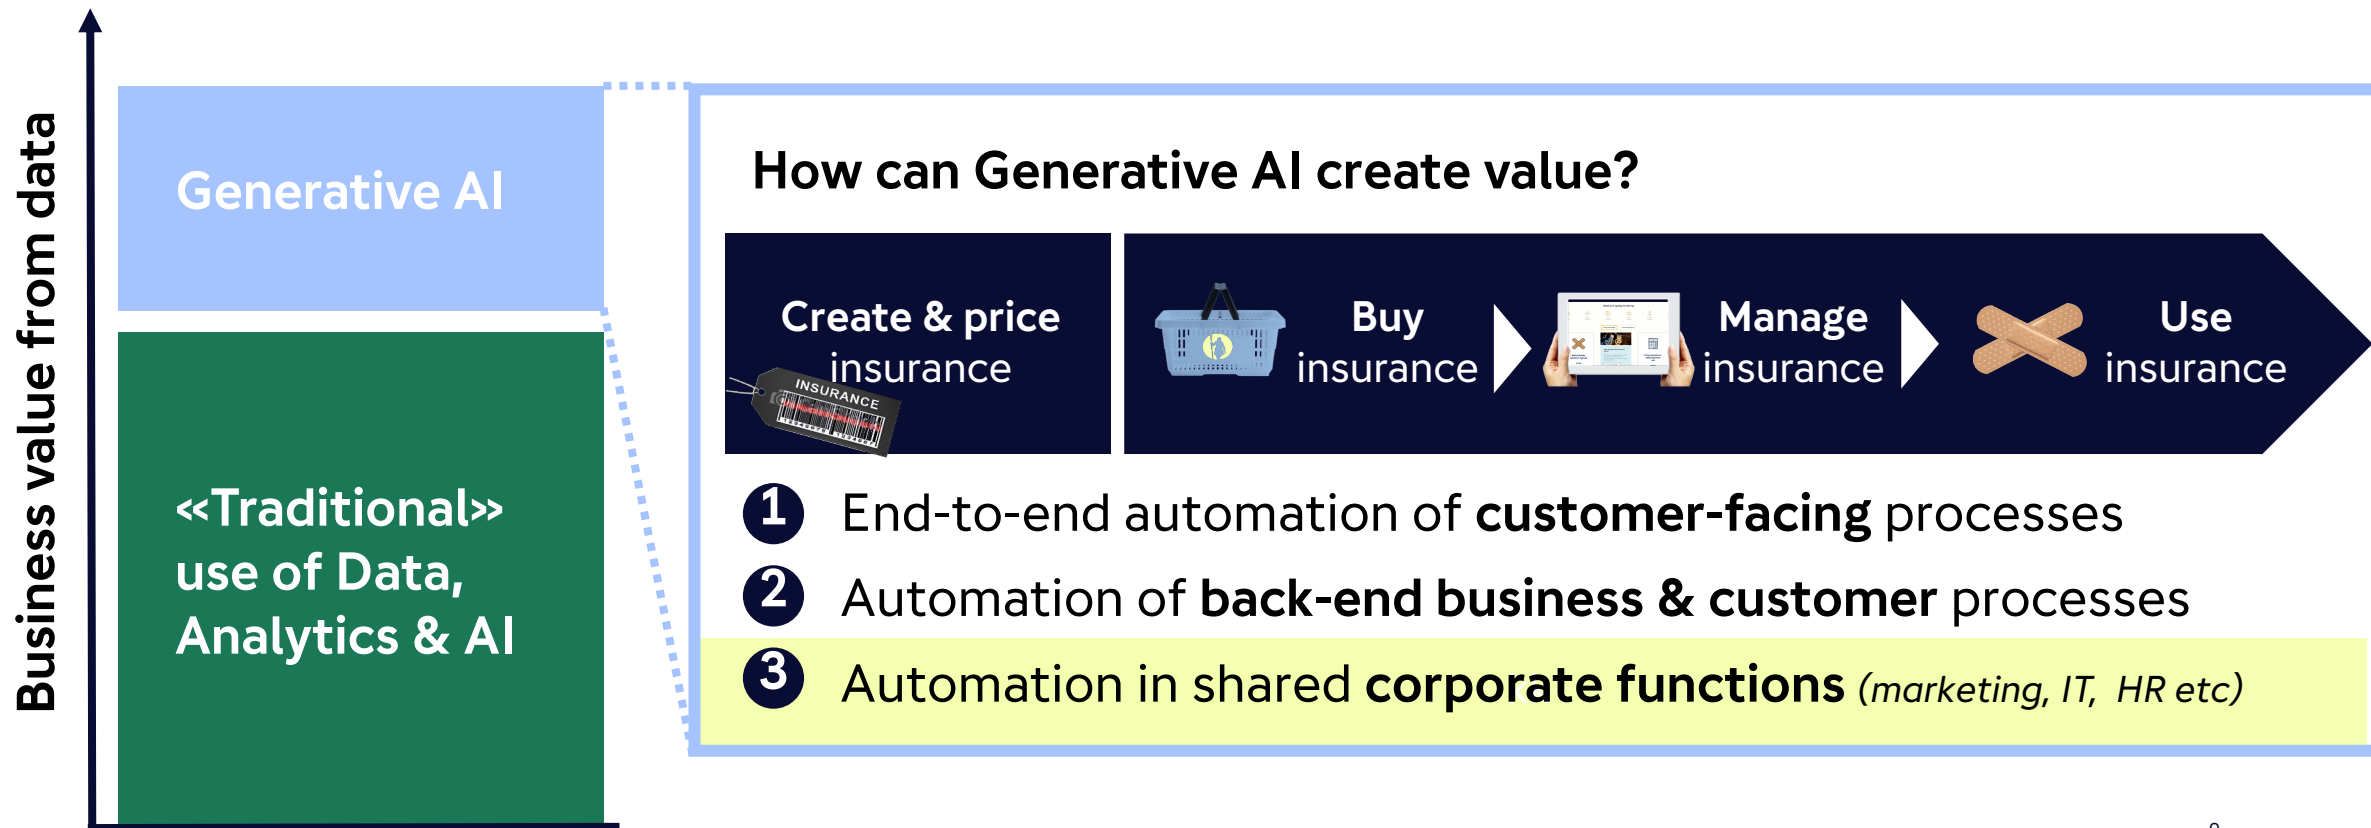 Business value from data
Generative AI
«Traditional»
use of Data,
Analytics & AI
How can Generative AI create value?
Create & price
insurance
INSURANCE
Buy
insurance
Manage
insurance
Use
insurance
1 End-to-end automation of customer-facing processes
2 Automation of back-end business & customer processes
3 Automation in shared corporate functions (marketing, IT, HR etc)